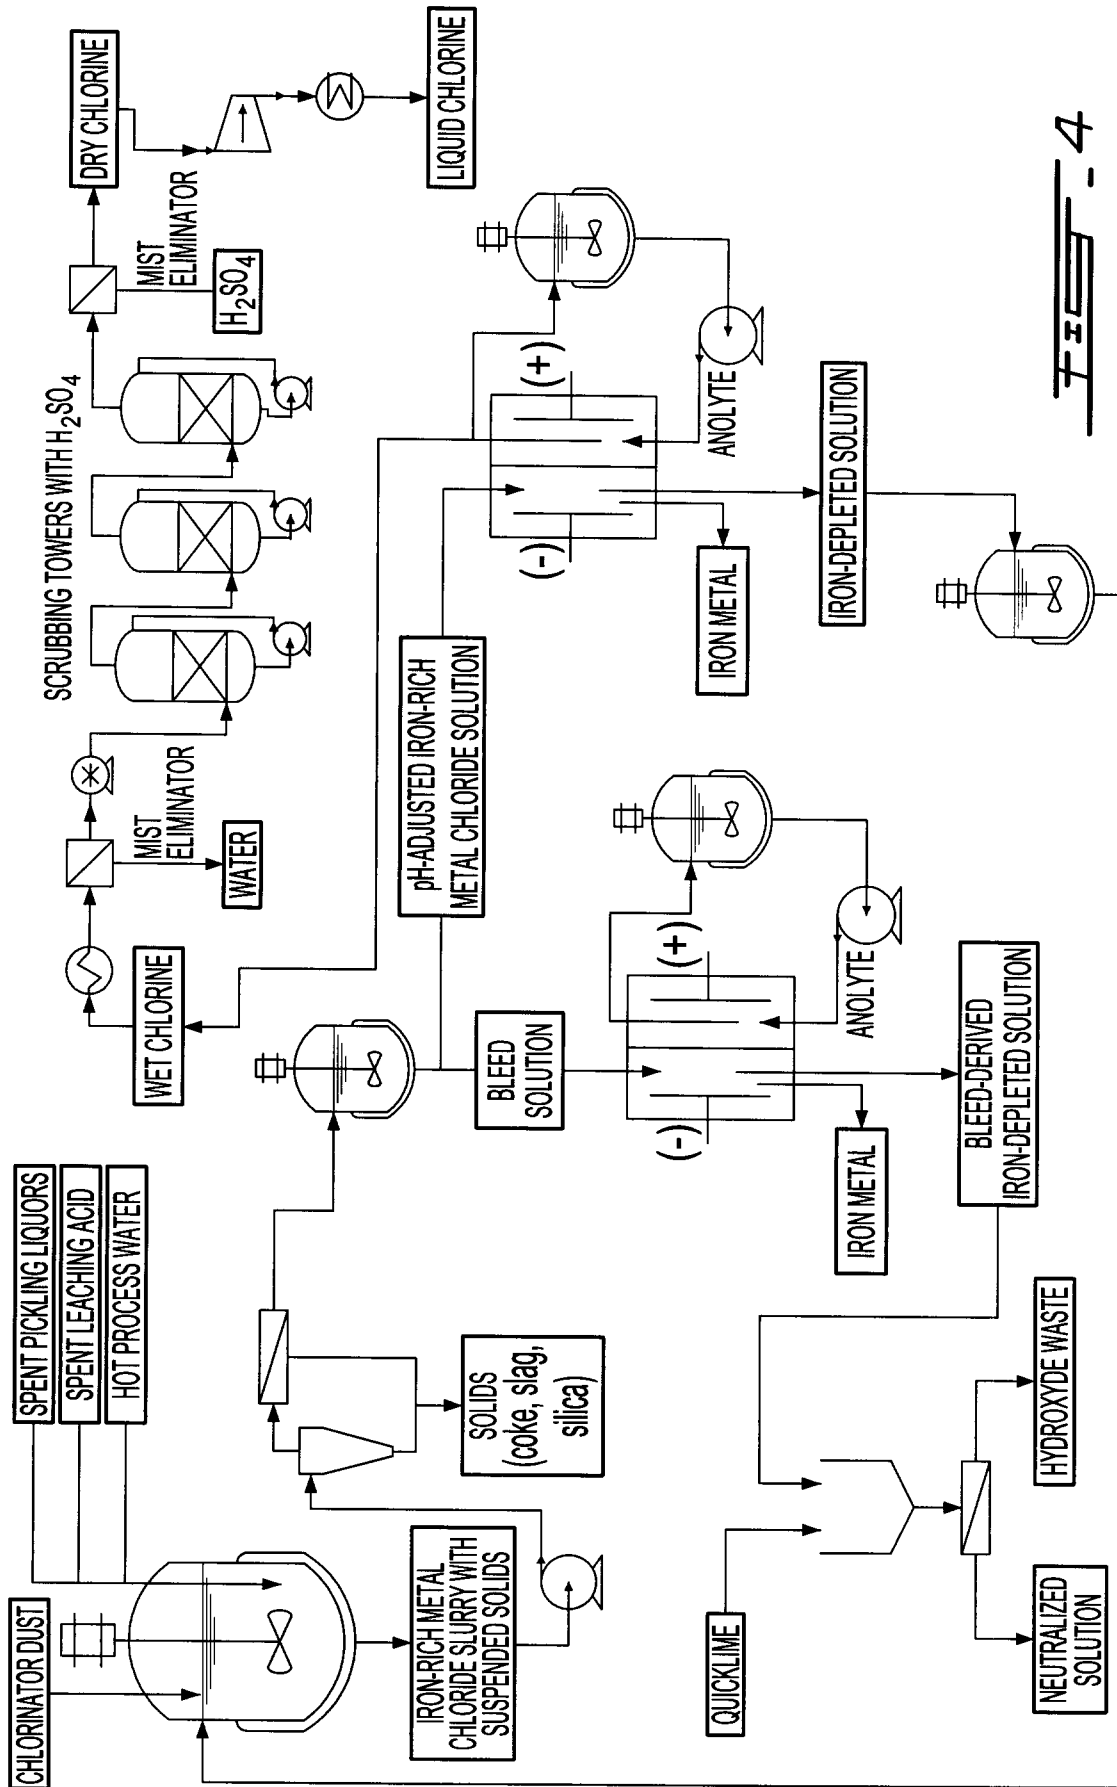 CHLORINATOR DUST
SPENT PICKLING LIQUORS
SPENT LEACHING ACID
HOT PROCESS WATER
IRON-RICH METAL
CHLORIDE SLURRY WITH
SUSPENDED SOLIDS
SOLIDS
(coke, slag,
silica)
WET CHLORINE
MIST
ELIMINATOR
WATER
SCRUBBING TOWERS WITH H₂SO₄
MIST
ELIMINATOR
H₂SO₄
DRY CHLORINE
LIQUID CHLORINE
pH-ADJUSTED IRON-RICH
METAL CHLORIDE SOLUTION
BLEED
SOLUTION
(-)
(+)
ANOLYTE
IRON METAL
IRON-DEPLETED SOLUTION
(-)
(+)
ANOLYTE
IRON METAL
BLEED-DERIVED
IRON-DEPLETED SOLUTION
QUICKLIME
NEUTRALIZED
SOLUTION
HYDROXYDE WASTE
FIG. - 4